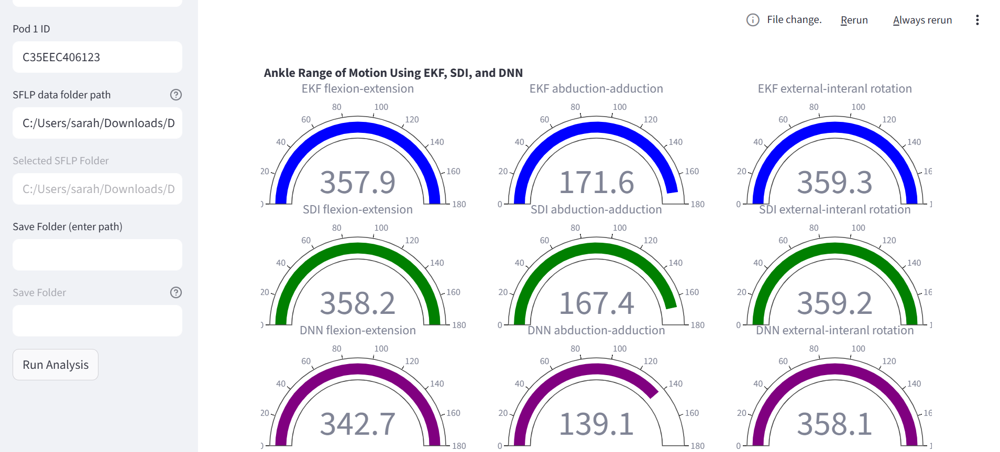 Pod 1 ID
C35EEC406123
SFLP data folder path
C:/Users/sarah/Downloads/D
Selected SFLP Folder
C:/Users/sarah/Downloads/D
Save Folder (enter path)
Save Folder
Run Analysis
File change. Rerun Always rerun
Ankle Range of Motion Using EKF, SDI, and DNN
EKF flexion-extension
0 20 40 60 80 100 120 140 160 180
357.9
EKF abduction-adduction
0 20 40 60 80 100 120 140 160 180
171.6
EKF external-interanl rotation
0 20 40 60 80 100 120 140 16 1
359.3
SDI flexion-extension
0 20 40 60 80 100 120 140 160 180
358.2
SDI abduction-adduction
0 20 40 60 80 100 120 140 160 180
167.4
SDI external-interanl rotation
0 20 40 60 80 100 120 140 16 1
359.2
DNN flexion-extension
0 20 40 60 80 100 120 140 160 180
342.7
DNN abduction-adduction
0 20 40 60 80 100 120 140 160 180
139.1
DNN external-interanl rotation
0 20 40 60 80 100 120 140 16 1
358.1